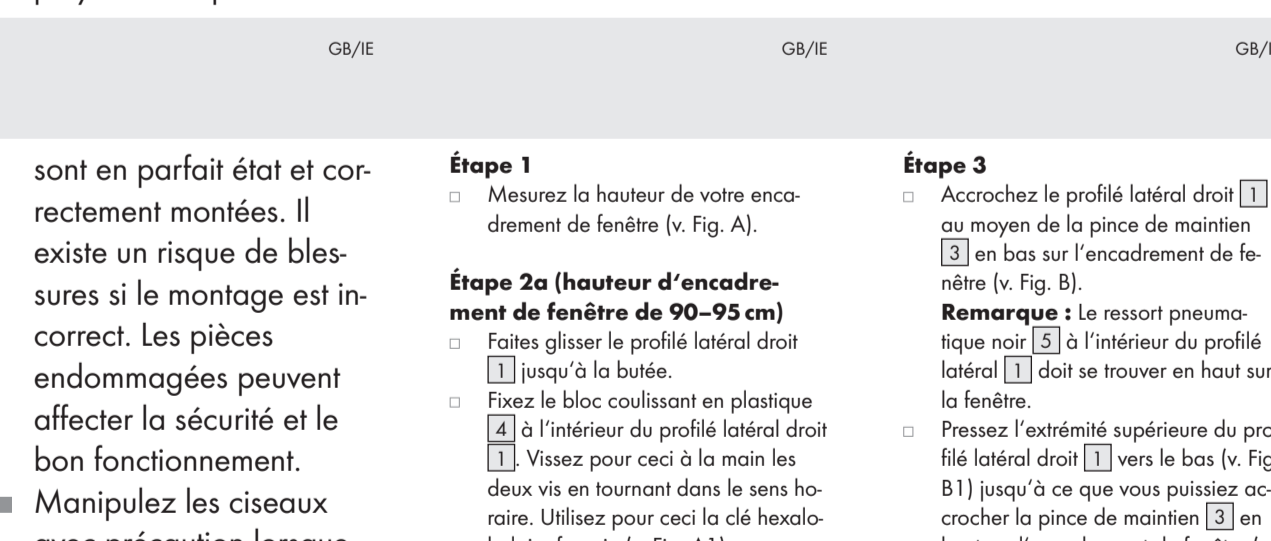 GB/IE
GB/IE
sont en parfait état et cor-
rectement montées. Il
existe un risque de bles-
sures si le montage est in-
correct. Les pièces
endommagées peuvent
affecter la sécurité et le
bon fonctionnement.
Manipulez les ciseaux
avec précaution lorsque
Étape 1
□ Mesurez la hauteur de votre enca-
drement de fenêtre (v. Fig. A).
Étape 2a (hauteur d‘encadre-
ment de fenêtre de 90–95 cm)
□ Faites glisser le profilé latéral droit
1 jusqu‘à la butée.
□ Fixez le bloc coulissant en plastique
4 à l‘intérieur du profilé latéral droit
1. Vissez pour ceci à la main les
deux vis en tournant dans le sens ho-
raire. Utilisez pour ceci la clé hexalo-
Étape 3
□ Accrochez le profilé latéral droit 1
au moyen de la pince de maintien
3 en bas sur l‘encadrement de fe-
nêtre (v. Fig. B).
Remarque : Le ressort pneuma-
tique noir 5 à l‘intérieur du profilé
latéral 1 doit se trouver en haut sur
la fenêtre.
□ Pressez l‘extrémité supérieure du pro
filé latéral droit 1 vers le bas (v. Fig
B1) jusqu‘à ce que vous puissiez ac-
crocher la pince de maintien 3 en